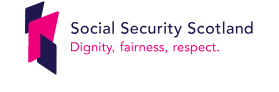 Social Security Scotland
Dignity, fairness, respect.